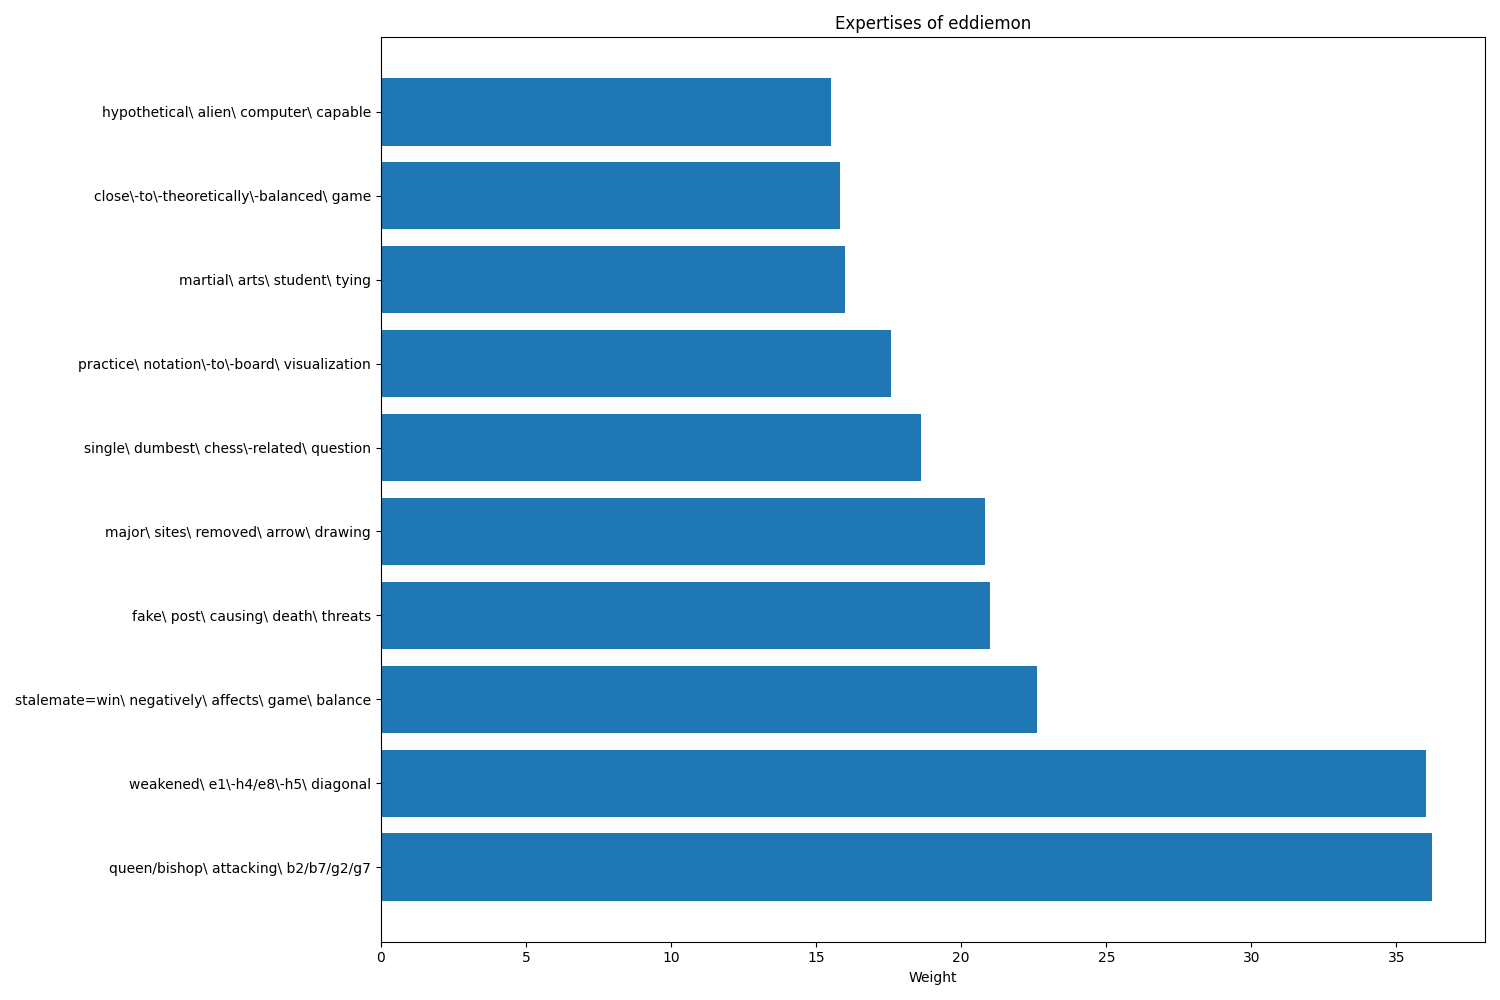 Expertises of eddiemon
hypothetical\ alien\ computer\ capable
close\-to\-theoretically\-balanced\ game
martial\ arts\ student\ tying
practice\ notation\-to\-board\ visualization
single\ dumbest\ chess\-related\ question
major\ sites\ removed\ arrow\ drawing
fake\ post\ causing\ death\ threats
stalemate=win\ negatively\ affects\ game\ balance
weakened\ e1\-h4/e8\-h5\ diagonal
queen/bishop\ attacking\ b2/b7/g2/g7
0 5 10 15 20 25 30 35
Weight